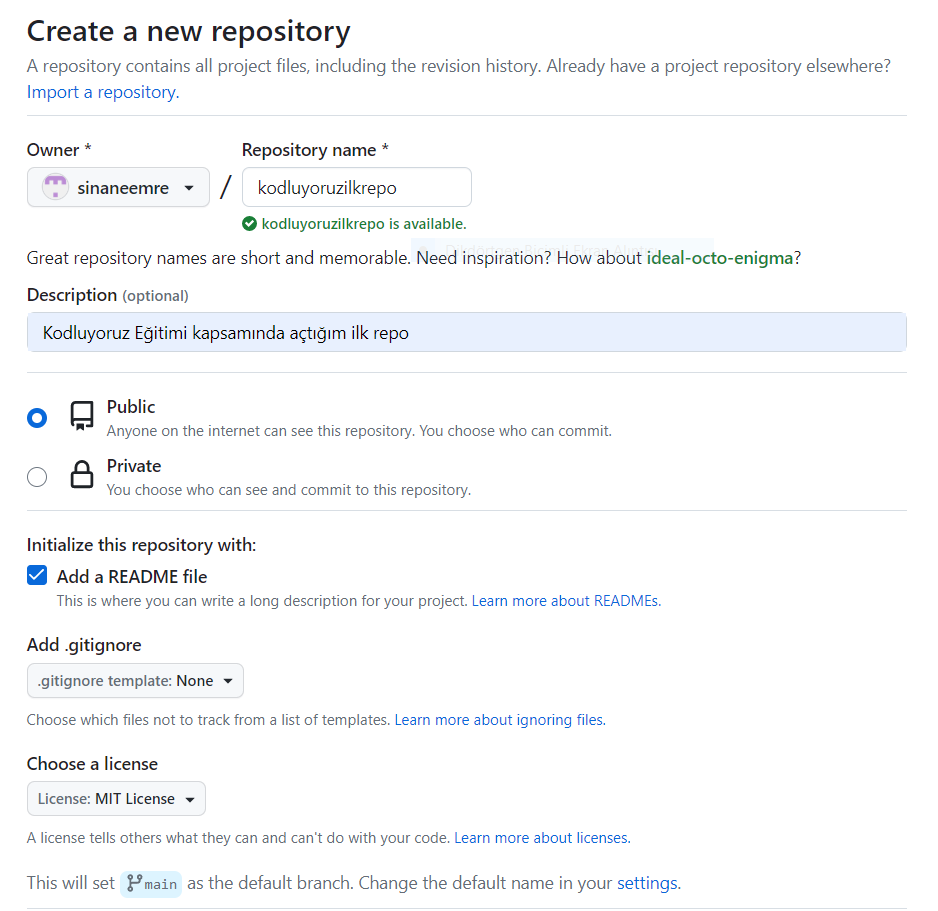 Create a new repository
A repository contains all project files, including the revision history. Already have a project repository elsewhere?
Import a repository.
Owner *
Repository name *
sinaneemre
/
kodluyoruzilkrepo
kodluyoruzilkrepo is available.
Great repository names are short and memorable. Need inspiration? How about ideal-octo-enigma?
Description (optional)
Kodluyoruz Eğitimi kapsamında açtığım ilk repo
Public
Anyone on the internet can see this repository. You choose who can commit.
Private
You choose who can see and commit to this repository.
Initialize this repository with:
Add a README file
This is where you can write a long description for your project. Learn more about READMEs.
Add .gitignore
.gitignore template: None
Choose which files not to track from a list of templates. Learn more about ignoring files.
Choose a license
License: MIT License
A license tells others what they can and can't do with your code. Learn more about licenses.
This will set main as the default branch. Change the default name in your settings.